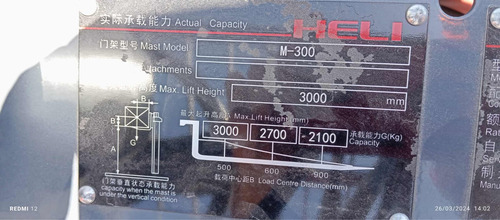 实际承载能力 Actual Capacity
HELI
门架型号 Mast Model M-300
Attachments
高度 Max. Lift Height 3000 mm
最大起升高度 Max.Lift Height(mm)
3000 2700 -2100 承载能力G(Kg)
Capacity
B
B
G
A
500 600 900
载荷中心距B Load Centre Distance(mm)
门架垂直状态承载能力
capacity when the mast is
under the vertical condition
REDMI 12
26/03/2024 14:02